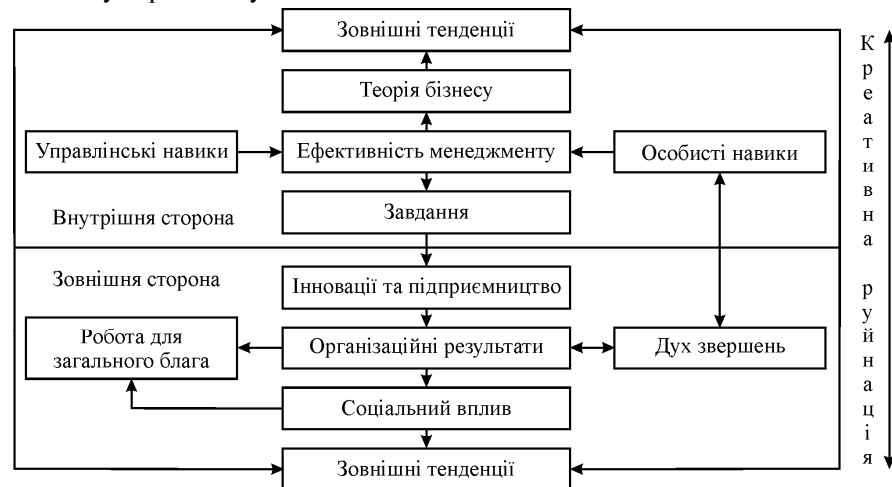 Зовнішні тенденції
Теорія бізнесу
Управлінські навики
Ефективність менеджменту
Особисті навики
Завдання
Внутрішня сторона
Зовнішня сторона
Інновації та підприємництво
Робота для
загального блага
Організаційні результати
Дух звершень
Соціальний вплив
Зовнішні тенденції
Креативна руйнація